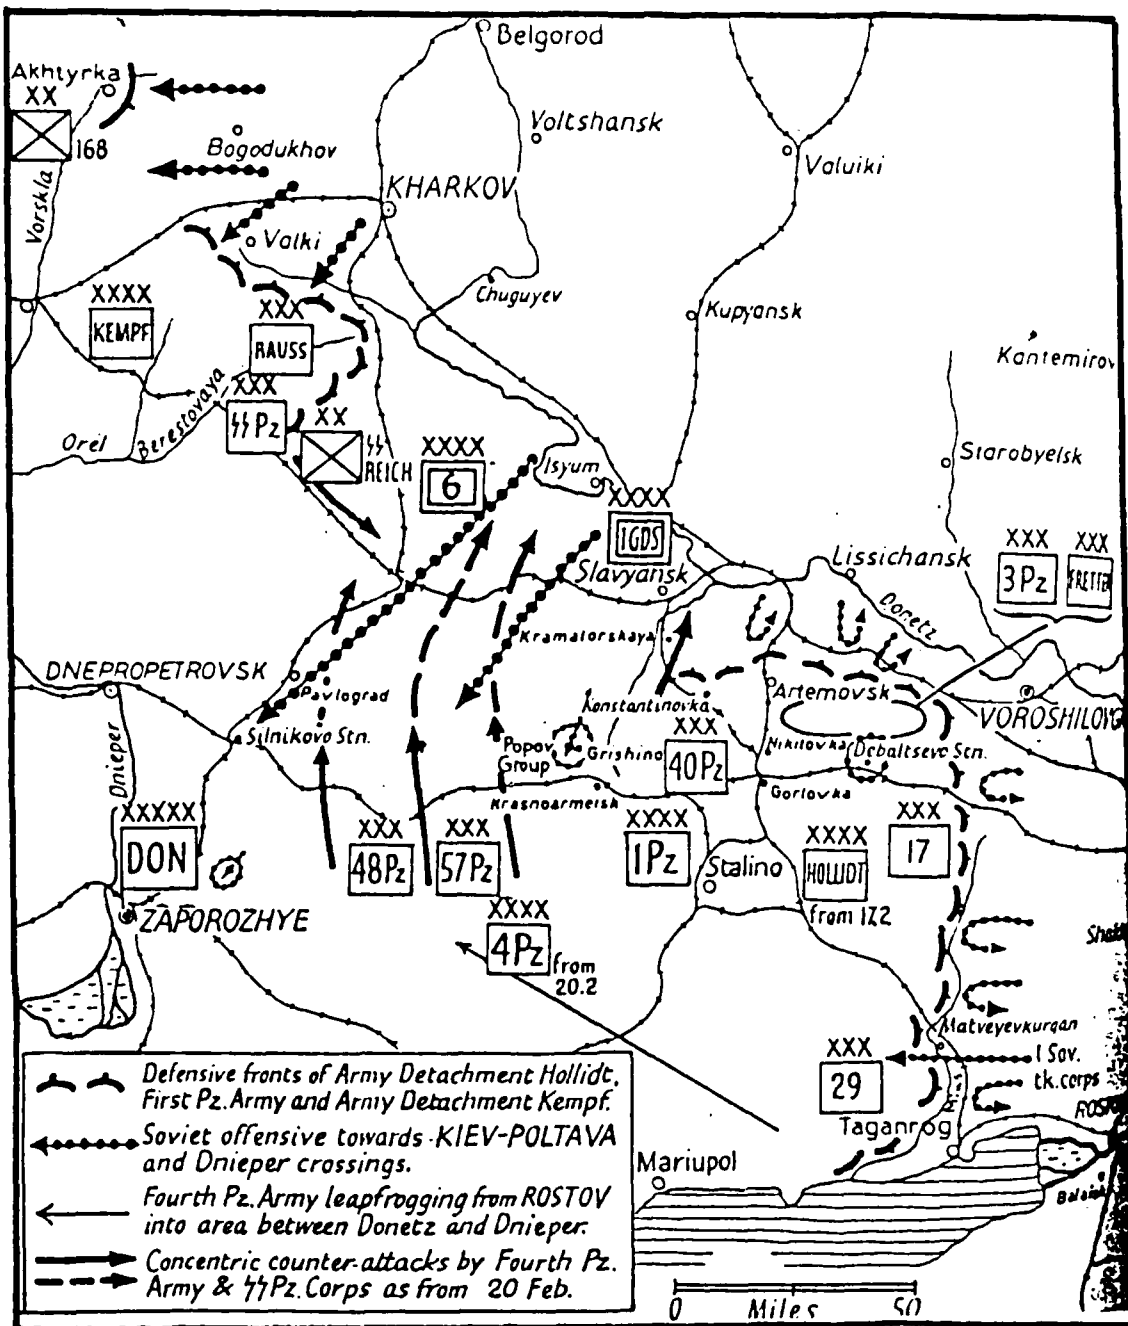 Belgorod
Akhtyrka
XX
168
Voltshansk
Bogodukhov
Valuiki
KHARKOV
Vorskla
Valki
Chuguyev
XXXX
KEMPF
XXX
RAUSS
Kupyansk
Kantemirov
Berestovaya
XXX
SS Pz
XX
SS
REICH
Orel
XXXX
6
Isyum
Starobyelsk
XXXX
1GDS
Slavyansk
Lissichansk
XXX
3Pz
XXX
Donetz
Kramatorskaya
DNEPROPETROVSK
Pavlograd
Artemovsk
Konstantinovka
VOROSHILOVG
Silnikovo Stn.
Popov
Group
Grishino
XXX
40Pz
Nikitovka
Debaltsevo Stn.
Dnieper
Krasnoarmeisk
Gorlovka
XXXXX
DON
XXX
48Pz
XXX
57Pz
XXXX
1Pz
Stalino
XXXX
HOLLIDT
from 17.2
XXX
17
ZAPOROZHYE
XXXX
4Pz
from
20.2
Matveyevkurgan
XXX
29
1 Sov.
tk. corps
Taganrog
Mariupol
Defensive fronts of Army Detachment Hollidt,
First Pz. Army and Army Detachment Kempf.
Soviet offensive towards KIEV-POLTAVA
and Dnieper crossings.
Fourth Pz. Army leapfrogging from ROSTOV
into area between Donetz and Dnieper.
Concentric counter-attacks by Fourth Pz.
Army & SS Pz. Corps as from 20 Feb.
0 Miles 50